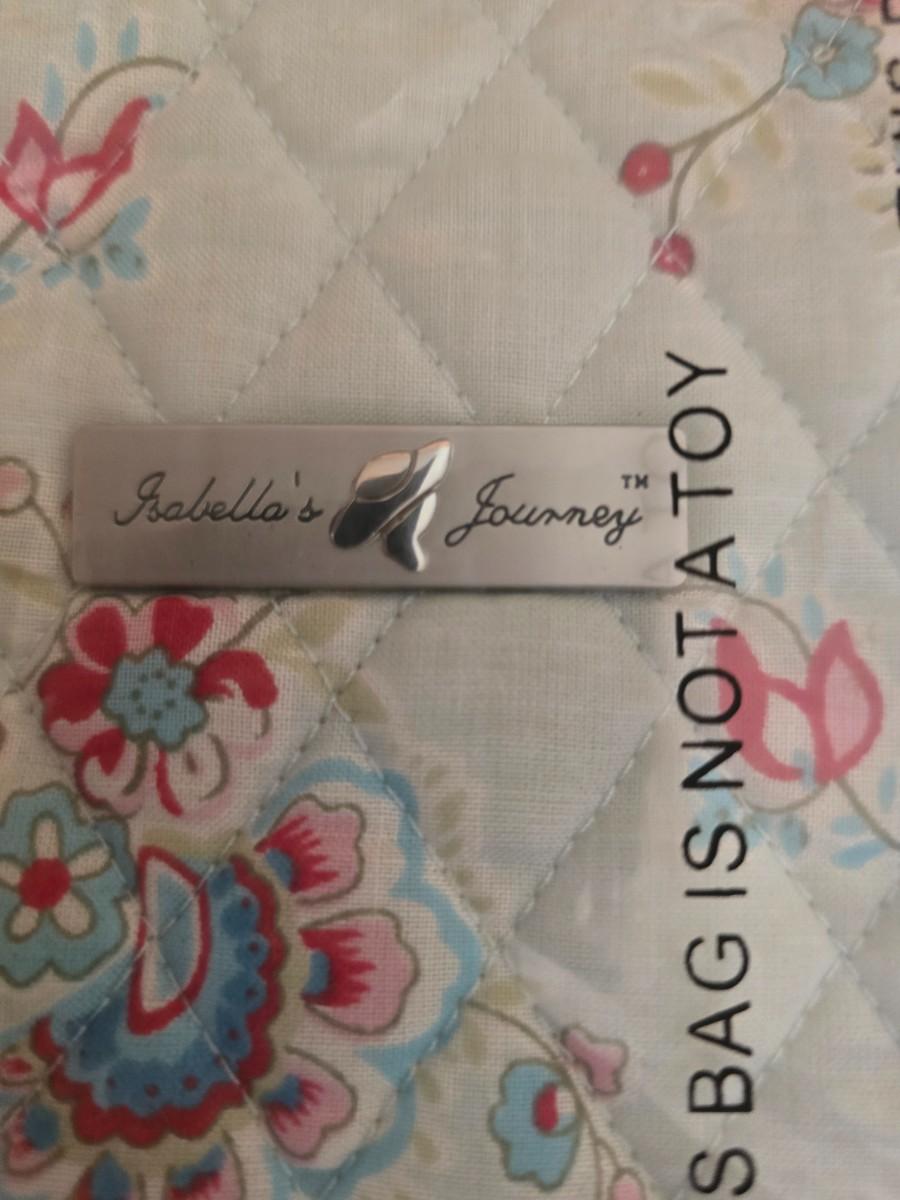 Isabella's Journey™
S BAG IS NOT A TOY